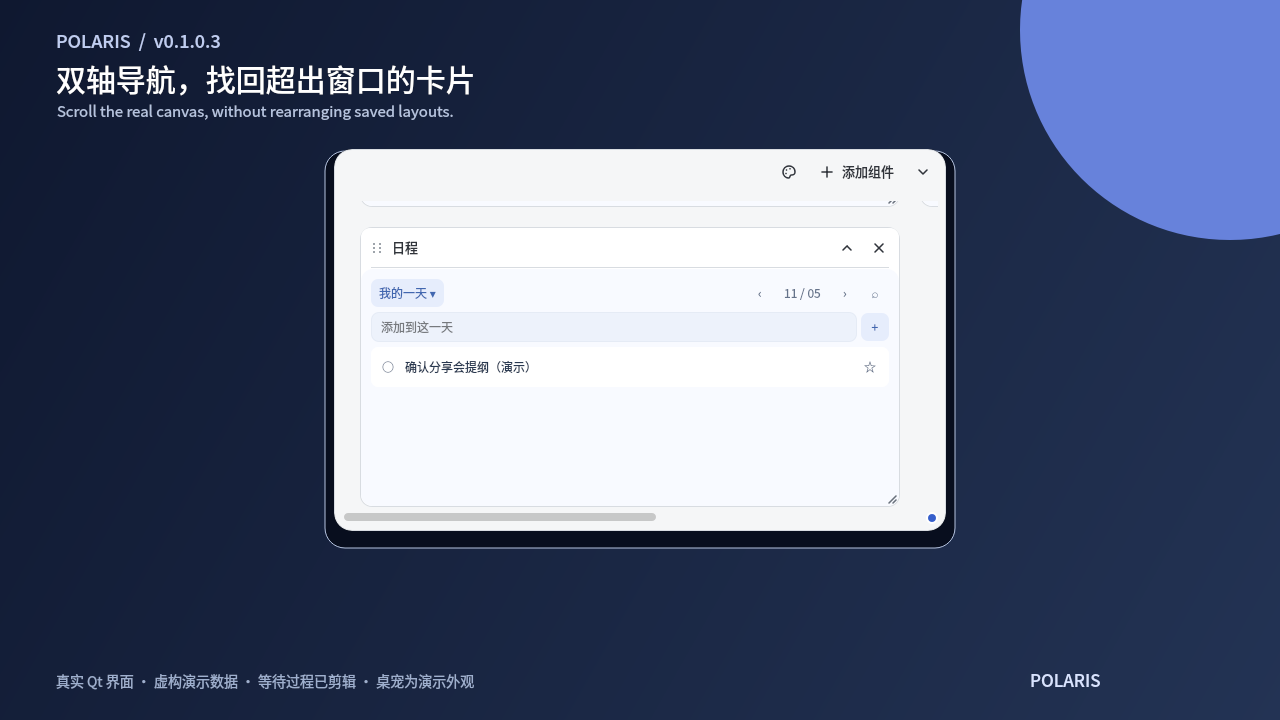 POLARIS / v0.1.0.3
双轴导航，找回超出窗口的卡片
Scroll the real canvas, without rearranging saved layouts.
添加组件
日程
我的一天 ▾
‹ 11 / 05 ›
添加到这一天
+
确认分享会提纲（演示）
真实 Qt 界面 · 虚构演示数据 · 等待过程已剪辑 · 桌宠为演示外观
POLARIS